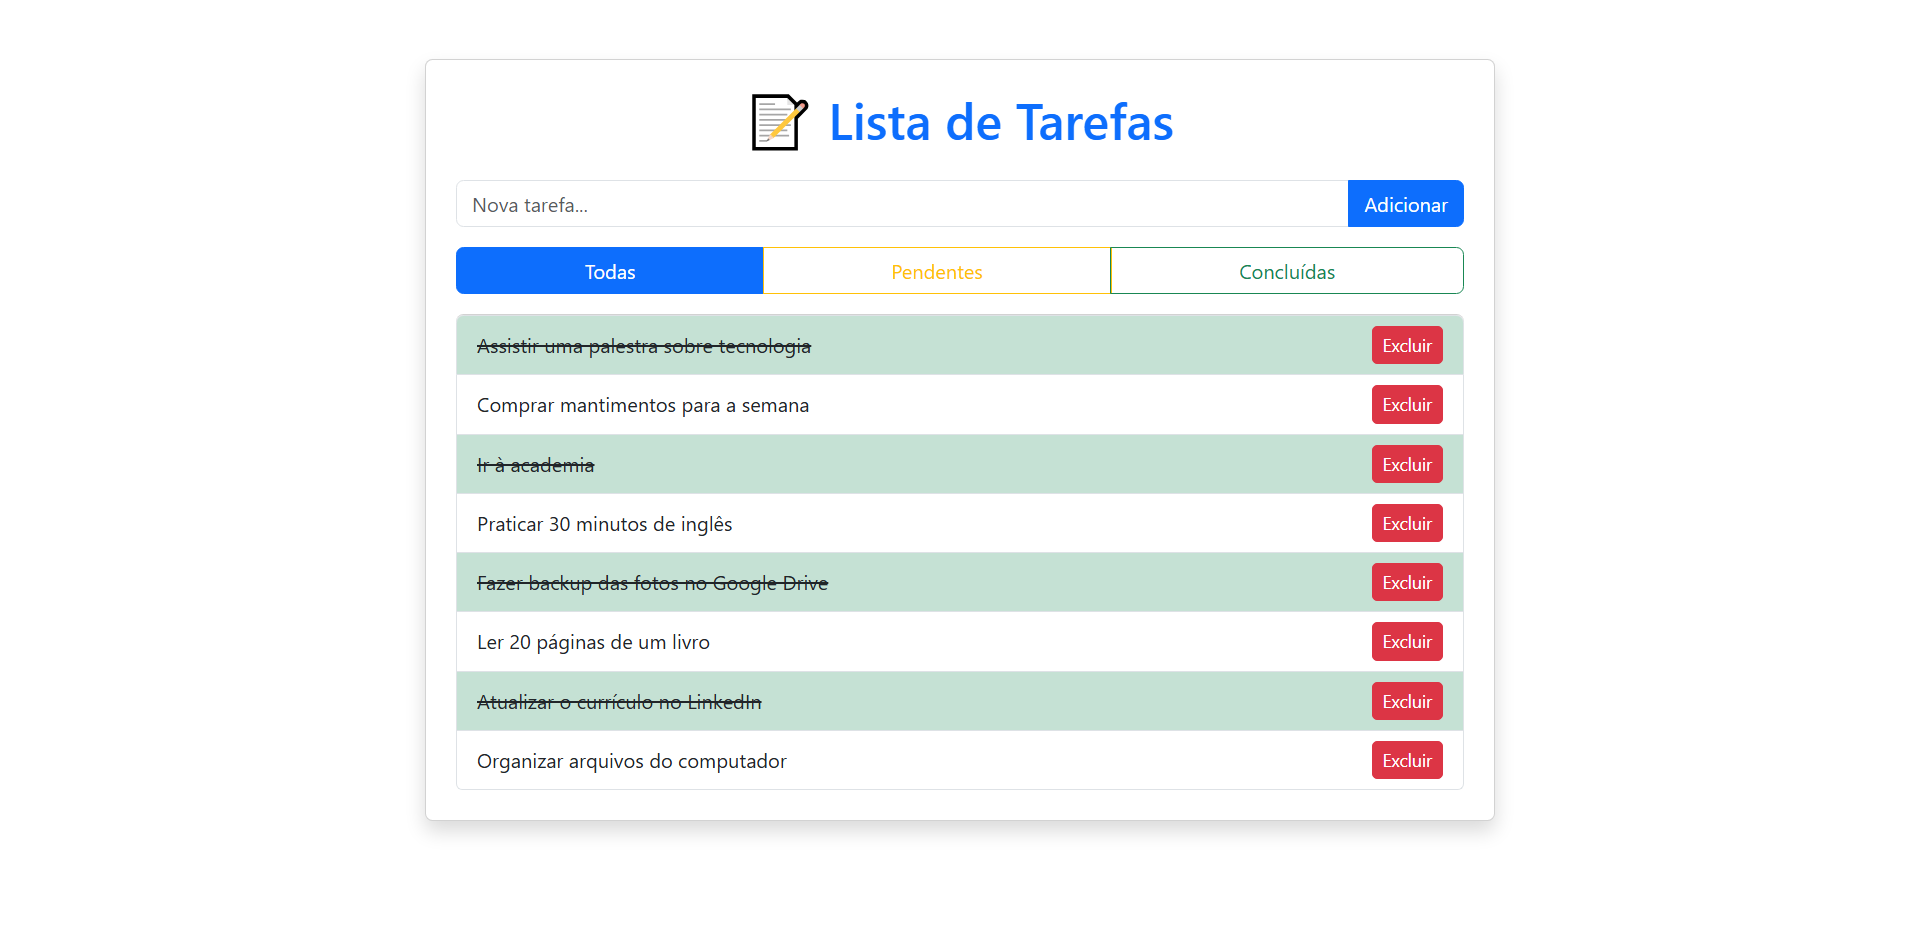 Lista de Tarefas
Nova tarefa...
Adicionar
Todas
Pendentes
Concluídas
Assistir uma palestra sobre tecnologia
Excluir
Comprar mantimentos para a semana
Excluir
Ir à academia
Excluir
Praticar 30 minutos de inglês
Excluir
Fazer backup das fotos no Google Drive
Excluir
Ler 20 páginas de um livro
Excluir
Atualizar o currículo no LinkedIn
Excluir
Organizar arquivos do computador
Excluir